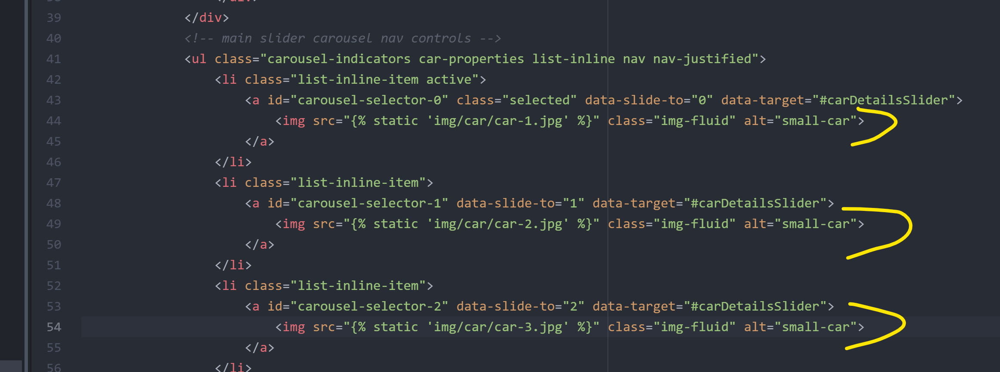 38 </div>
39 </div>
40 <!-- main slider carousel nav controls -->
41 <ul class="carousel-indicators car-properties list-inline nav nav-justified">
42 <li class="list-inline-item active">
43 <a id="carousel-selector-0" class="selected" data-slide-to="0" data-target="#carDetailsSlider">
44 <img src="{% static 'img/car/car-1.jpg' %}" class="img-fluid" alt="small-car">
45 </a>
46 </li>
47 <li class="list-inline-item">
48 <a id="carousel-selector-1" data-slide-to="1" data-target="#carDetailsSlider">
49 <img src="{% static 'img/car/car-2.jpg' %}" class="img-fluid" alt="small-car">
50 </a>
51 </li>
52 <li class="list-inline-item">
53 <a id="carousel-selector-2" data-slide-to="2" data-target="#carDetailsSlider">
54 <img src="{% static 'img/car/car-3.jpg' %}" class="img-fluid" alt="small-car">
55 </a>
56 </li>